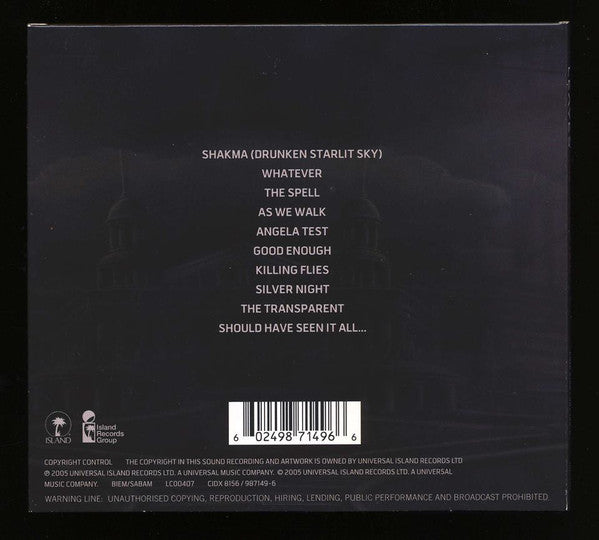 SHAKMA (DRUNKEN STARLIT SKY)
WHATEVER
THE SPELL
AS WE WALK
ANGELA TEST
GOOD ENOUGH
KILLING FLIES
SILVER NIGHT
THE TRANSPARENT
SHOULD HAVE SEEN IT ALL...
ISLAND
Island
Records
Group
6 02498 71496 6
COPYRIGHT CONTROL THE COPYRIGHT IN THIS SOUND RECORDING AND ARTWORK IS OWNED BY UNIVERSAL ISLAND RECORDS LTD
℗ 2005 UNIVERSAL ISLAND RECORDS LTD. A UNIVERSAL MUSIC COMPANY. © 2005 UNIVERSAL ISLAND RECORDS LTD. A UNIVERSAL
MUSIC COMPANY. BIEM/SABAM LC00407 CIDX 8156 / 987149-6
WARNING LINE: UNAUTHORISED COPYING, REPRODUCTION, HIRING, LENDING, PUBLIC PERFORMANCE AND BROADCAST PROHIBITED.